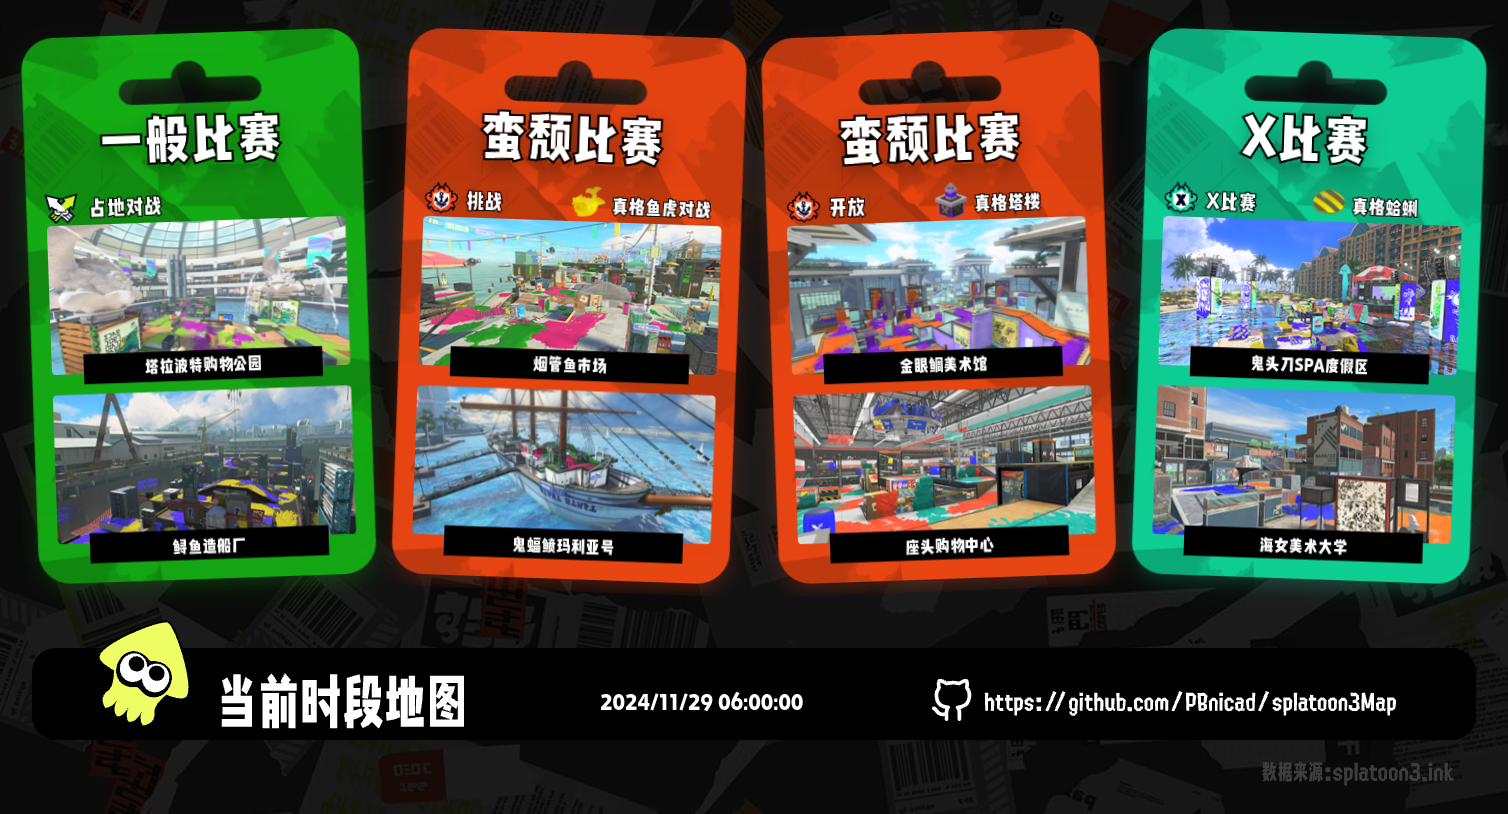 一般比赛
占地对战
塔拉波特购物公园
鲟鱼造船厂
蛮颓比赛
挑战
真格鱼虎对战
烟管鱼市场
鬼蝠鲼玛利亚号
蛮颓比赛
开放
真格塔楼
金眼鲷美术馆
座头购物中心
X比赛
X比赛
真格蛤蜊
鬼头刀SPA度假区
海女美术大学
当前时段地图
2024/11/29 06:00:00
https://github.com/PBnicad/splatoon3Map
数据来源:splatoon3.ink